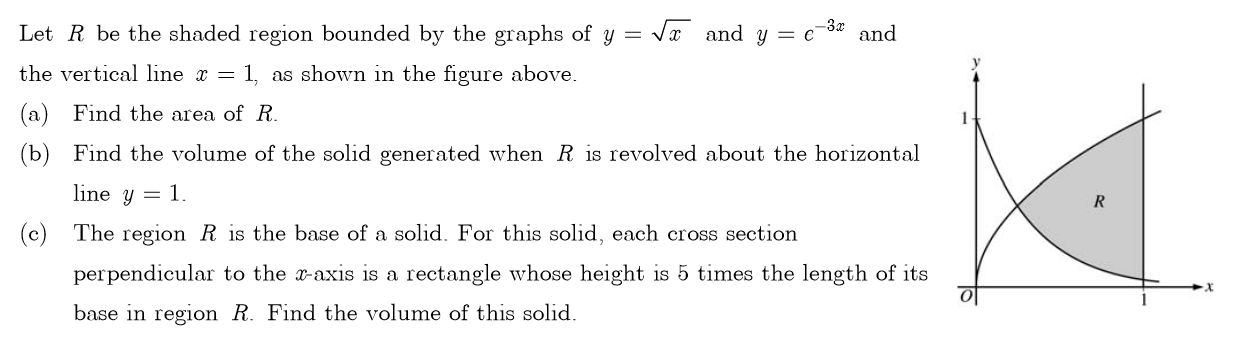 Let R be the shaded region bounded by the graphs of y = √x and y = e^{-3x} and
the vertical line x = 1, as shown in the figure above.
(a) Find the area of R.
(b) Find the volume of the solid generated when R is revolved about the horizontal
line y = 1.
(c) The region R is the base of a solid. For this solid, each cross section
perpendicular to the x-axis is a rectangle whose height is 5 times the length of its
base in region R. Find the volume of this solid.
y
1
R
O
1
x